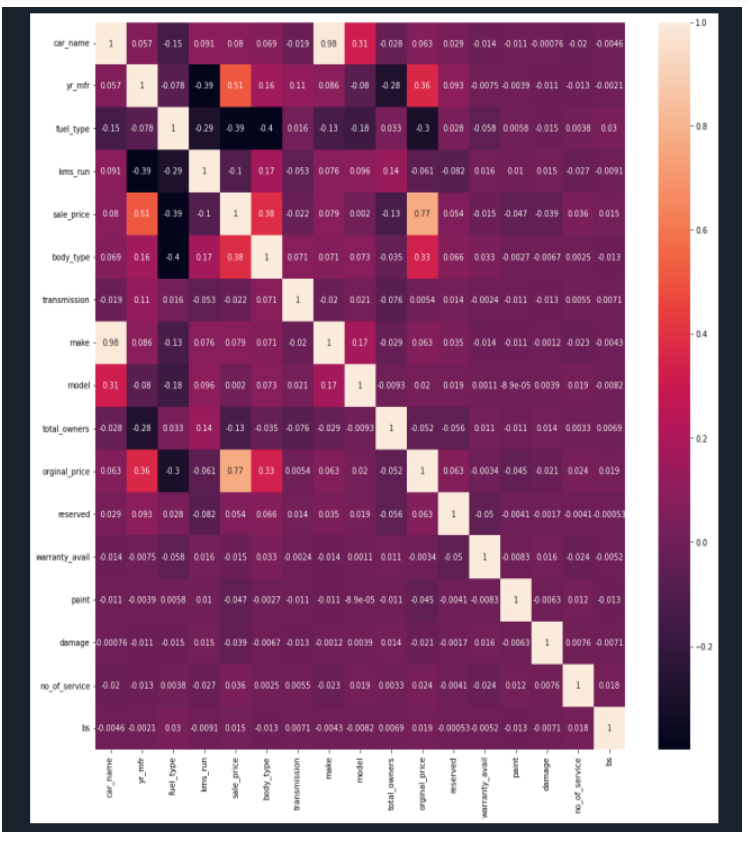 car_name 1 0.057 -0.15 0.091 0.08 0.069 -0.019 0.98 0.31 -0.028 0.063 0.029 -0.014 -0.011 -0.00076 -0.02 -0.0046
yr_mfr 0.057 1 -0.078 -0.39 0.51 0.16 0.11 0.086 -0.08 -0.28 0.36 0.093 -0.0075 -0.0039 -0.011 -0.013 -0.0021
fuel_type -0.15 -0.078 1 -0.29 -0.39 -0.4 0.016 -0.13 -0.18 0.033 -0.3 0.028 -0.058 0.0058 -0.015 0.0038 0.03
kms_run 0.091 -0.39 -0.29 1 -0.1 0.17 -0.053 0.076 0.096 0.14 -0.061 -0.082 0.016 0.01 0.015 -0.027 -0.0091
sale_price 0.08 0.51 -0.39 -0.1 1 0.38 -0.022 0.079 0.002 -0.13 0.77 0.054 -0.015 -0.047 -0.039 0.036 0.015
body_type 0.069 0.16 -0.4 0.17 0.38 1 0.071 0.071 0.073 -0.035 0.33 0.066 0.033 -0.0027 -0.0067 0.0025 -0.013
transmission -0.019 0.11 0.016 -0.053 -0.022 0.071 1 -0.02 0.021 -0.076 0.0054 0.014 -0.0024 -0.011 -0.013 0.0055 0.0071
make 0.98 0.086 -0.13 0.076 0.079 0.071 -0.02 1 0.17 -0.029 0.063 0.035 -0.014 -0.011 -0.0012 -0.023 -0.0043
model 0.31 -0.08 -0.18 0.096 0.002 0.073 0.021 0.17 1 -0.0093 0.02 0.019 0.0011 -8.9e-05 0.0039 0.019 -0.0082
total_owners -0.028 -0.28 0.033 0.14 -0.13 -0.035 -0.076 -0.029 -0.0093 1 -0.052 -0.056 0.011 -0.011 0.014 0.0033 0.0069
orginal_price 0.063 0.36 -0.3 -0.061 0.77 0.33 0.0054 0.063 0.02 -0.052 1 0.063 -0.0034 -0.045 -0.021 0.024 0.019
reserved 0.029 0.093 0.028 -0.082 0.054 0.066 0.014 0.035 0.019 -0.056 0.063 1 -0.05 -0.0041 -0.0017 -0.0041 -0.00053
warranty_avail -0.014 -0.0075 -0.058 0.016 -0.015 0.033 -0.0024 -0.014 0.0011 0.011 -0.0034 -0.05 1 -0.0083 0.016 -0.024 -0.0052
paint -0.011 -0.0039 0.0058 0.01 -0.047 -0.0027 -0.011 -0.011 -8.9e-05 -0.011 -0.045 -0.0041 -0.0083 1 -0.0063 0.012 -0.013
damage -0.00076 -0.011 -0.015 0.015 -0.039 -0.0067 -0.013 -0.0012 0.0039 0.014 -0.021 -0.0017 0.016 -0.0063 1 0.0076 -0.0071
no_of_service -0.02 -0.013 0.0038 -0.027 0.036 0.0025 0.0055 -0.023 0.019 0.0033 0.024 -0.0041 -0.024 0.012 0.0076 1 0.018
bs -0.0046 -0.0021 0.03 -0.0091 0.015 -0.013 0.0071 -0.0043 -0.0082 0.0069 0.019 -0.00053 -0.0052 -0.013 -0.0071 0.018 1
car_name yr_mfr fuel_type kms_run sale_price body_type transmission make model total_owners orginal_price reserved warranty_avail paint damage no_of_service bs
1.0
0.8
0.6
0.4
0.2
0.0
-0.2